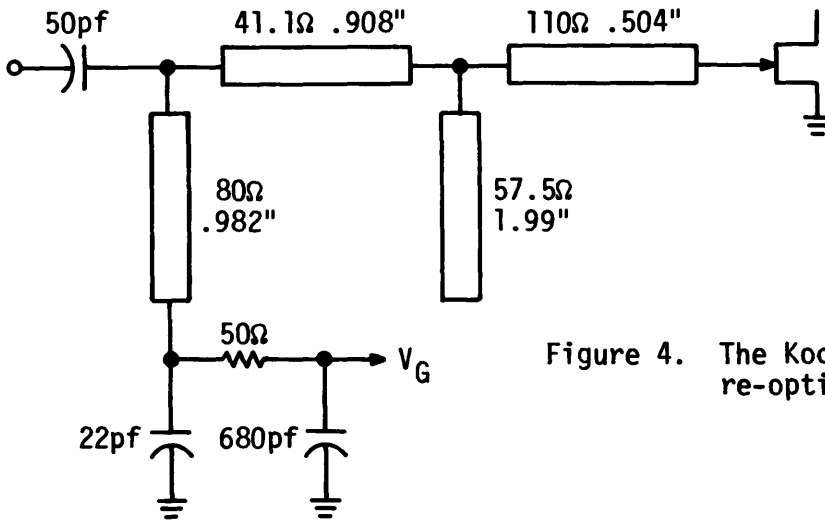 50pf
41.1Ω .908"
110Ω .504"
80Ω
.982"
57.5Ω
1.99"
50Ω
V_G
22pf
680pf
Figure 4. The Koc
re-opti